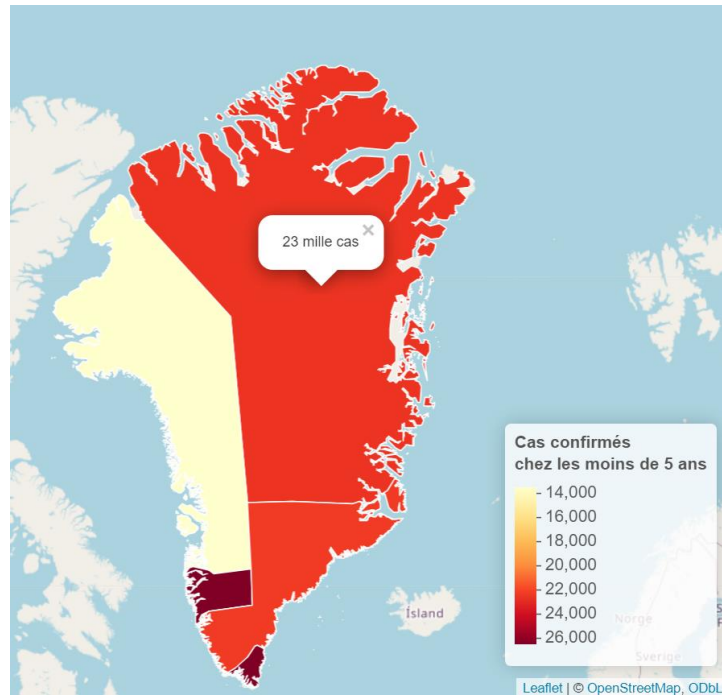 23 mille cas
×
Cas confirmés
chez les moins de 5 ans
14,000
16,000
18,000
20,000
22,000
24,000
26,000
Ísland
Norge
Sverige
Leaflet | © OpenStreetMap, ODbL